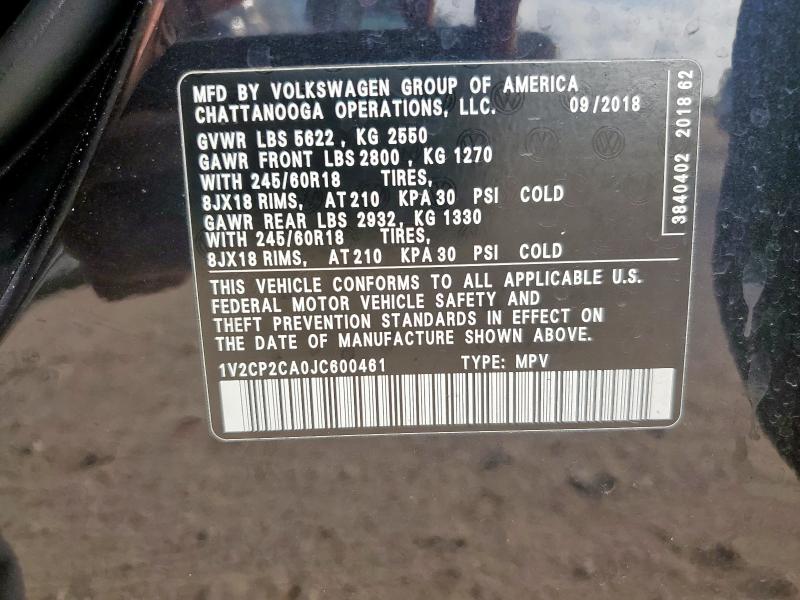 MFD BY VOLKSWAGEN GROUP OF AMERICA
CHATTANOOGA OPERATIONS, LLC. 09/2018
GVWR LBS 5622 , KG 2550
GAWR FRONT LBS 2800 , KG 1270
WITH 245/60R18 TIRES,
8JX18 RIMS, AT 210 KPA 30 PSI COLD
GAWR REAR LBS 2932, KG 1330
WITH 245/60R18 TIRES,
8JX18 RIMS, AT 210 KPA 30 PSI COLD
THIS VEHICLE CONFORMS TO ALL APPLICABLE U.S.
FEDERAL MOTOR VEHICLE SAFETY AND
THEFT PREVENTION STANDARDS IN EFFECT ON
THE DATE OF MANUFACTURE SHOWN ABOVE.
1V2CP2CA0JC600461 TYPE: MPV
3840402 2018 62